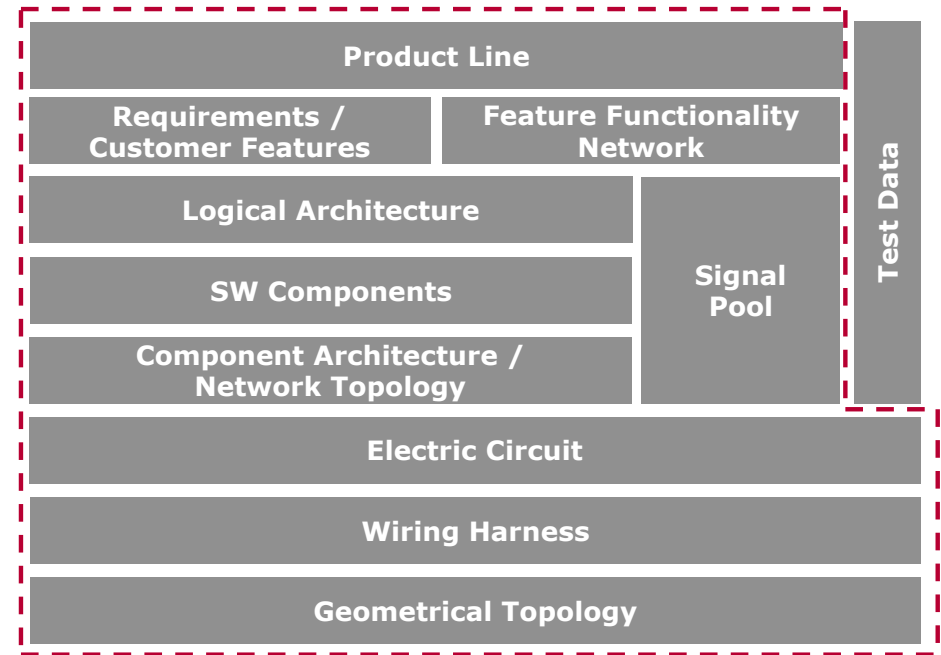 Product Line
Requirements /
Customer Features
Feature Functionality
Network
Test Data
Logical Architecture
Signal
Pool
SW Components
Component Architecture /
Network Topology
Electric Circuit
Wiring Harness
Geometrical Topology